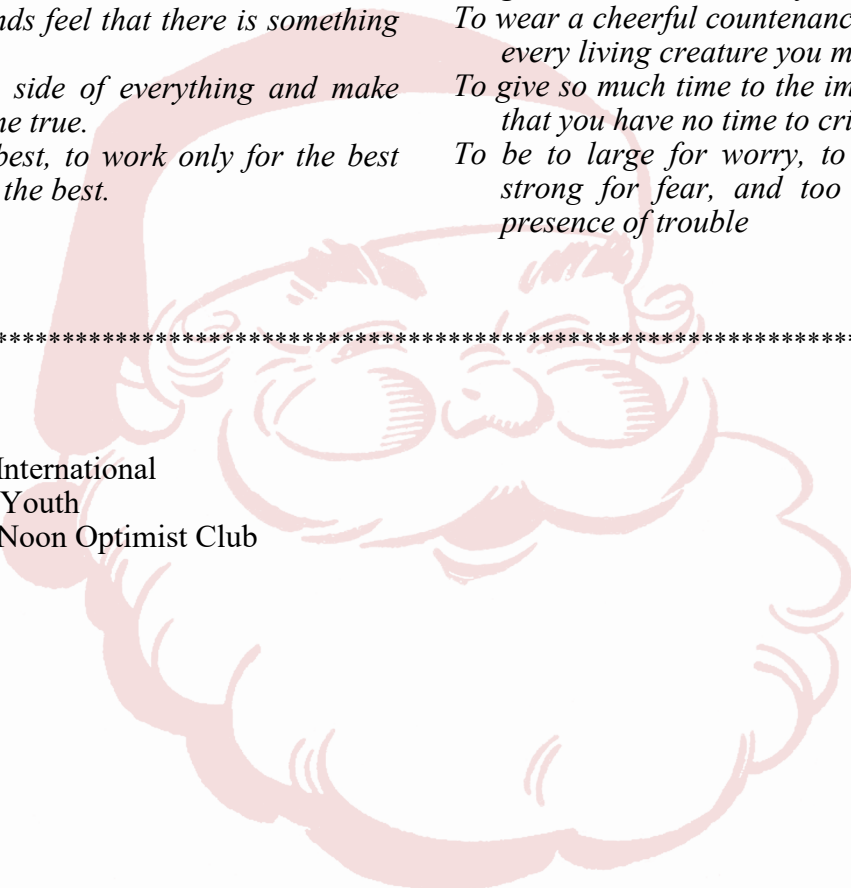 nds feel that there is something
side of everything and make
ne true.
best, to work only for the best
the best.
To wear a cheerful countenanc
every living creature you m
To give so much time to the im
that you have no time to cri
To be to large for worry, to
strong for fear, and too
presence of trouble
International
Youth
Noon Optimist Club